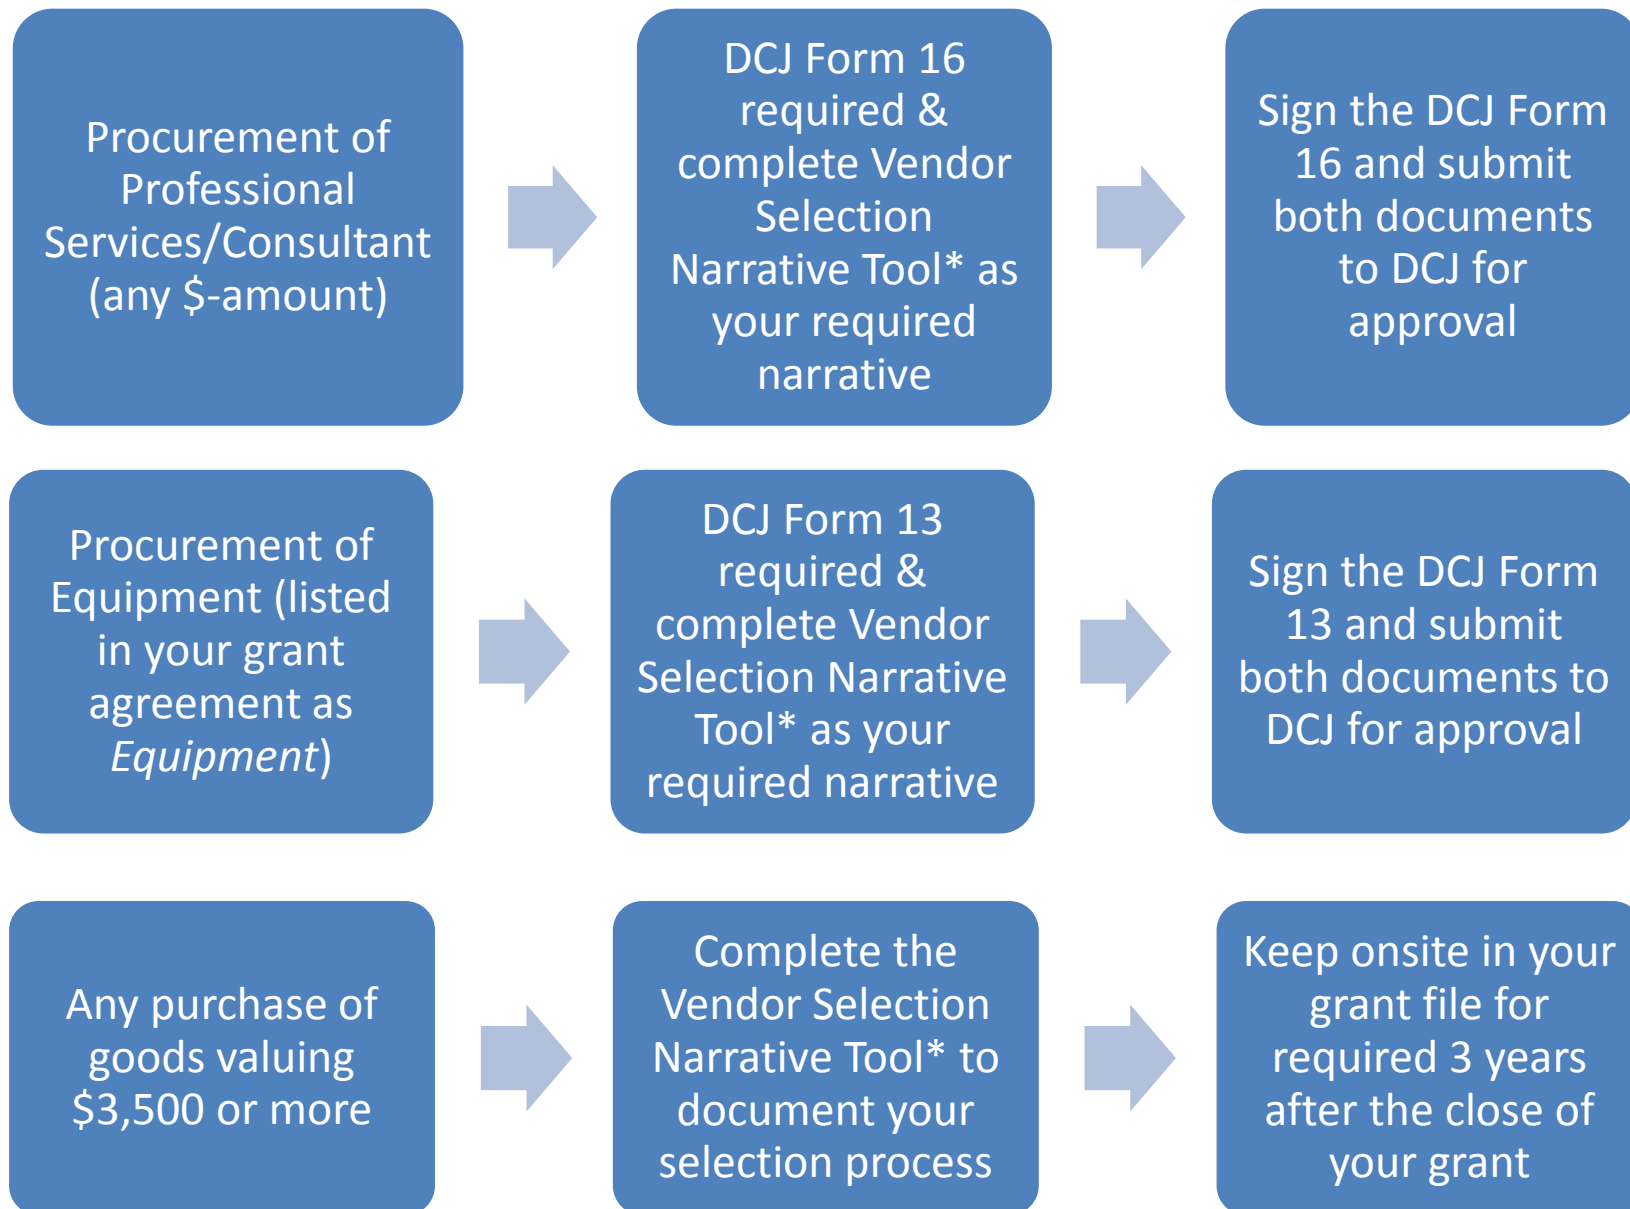 Procurement of
Professional
Services/Consultant
(any $-amount)
DCJ Form 16
required &
complete Vendor
Selection
Narrative Tool* as
your required
narrative
Sign the DCJ Form
16 and submit
both documents
to DCJ for
approval
Procurement of
Equipment (listed
in your grant
agreement as
Equipment)
DCJ Form 13
required &
complete Vendor
Selection Narrative
Tool* as your
required narrative
Sign the DCJ Form
13 and submit
both documents to
DCJ for approval
Any purchase of
goods valuing
$3,500 or more
Complete the
Vendor Selection
Narrative Tool* to
document your
selection process
Keep onsite in your
grant file for
required 3 years
after the close of
your grant